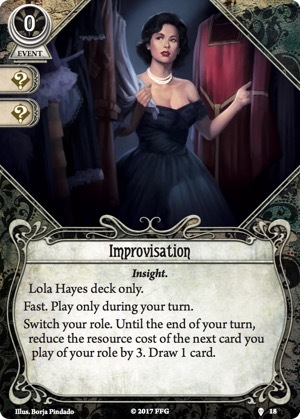 0
EVENT
?
?
Improvisation
Insight.
Lola Hayes deck only.
Fast. Play only during your turn.
Switch your role. Until the end of your turn,
reduce the resource cost of the next card you
play of your role by 3. Draw 1 card.
Illus. Borja Pindado © 2017 FFG 18